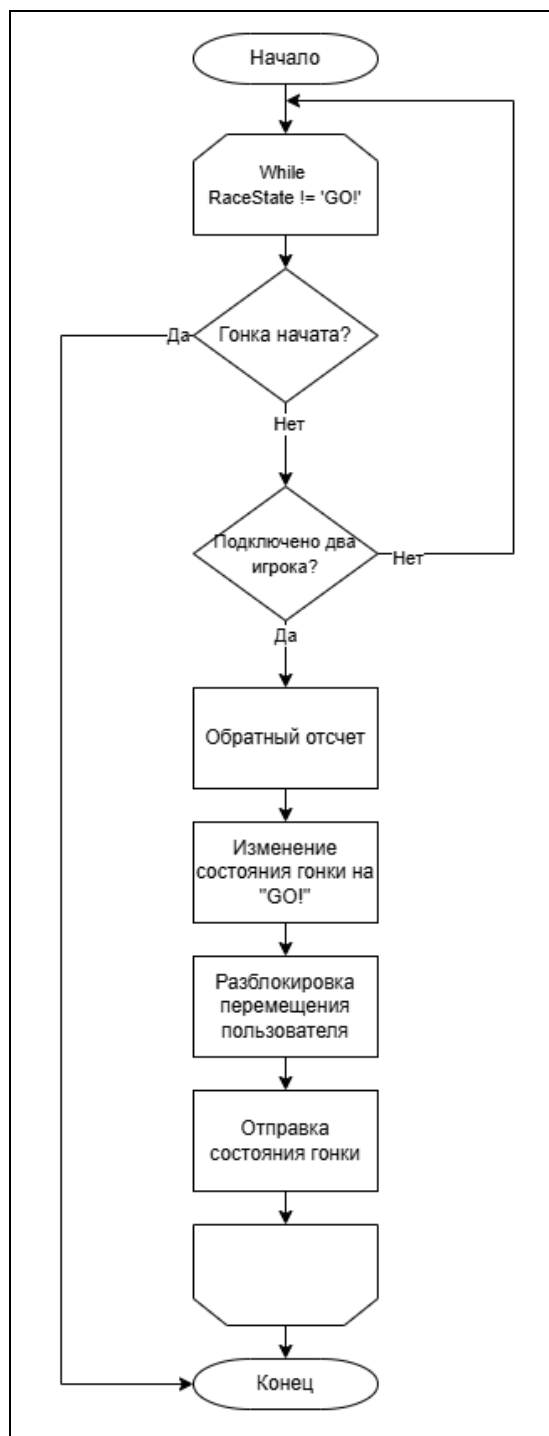 Начало
While
RaceState != 'GO!'
Да
Гонка начата?
Нет
Подключено два
игрока?
Нет
Да
Обратный отсчет
Изменение
состояния гонки на
"GO!"
Разблокировка
перемещения
пользователя
Отправка
состояния гонки
Конец